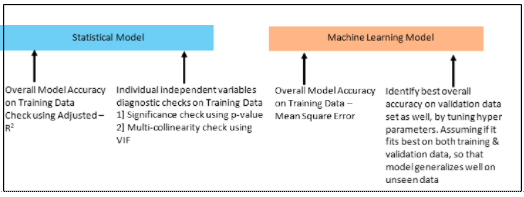 Statistical Model
Machine Learning Model
Overall Model Accuracy
on Training Data
Check using Adjusted –
R²
Individual independent variables
diagnostic checks on Training Data
1] Significance check using p-value
2] Multi-collinearity check using
VIF
Overall Model Accuracy
on Training Data –
Mean Square Error
Identify best overall
accuracy on validation data
set as well, by tuning hyper
parameters. Assuming if it
fits best on both training &
validation data, so that
model generalizes well on
unseen data